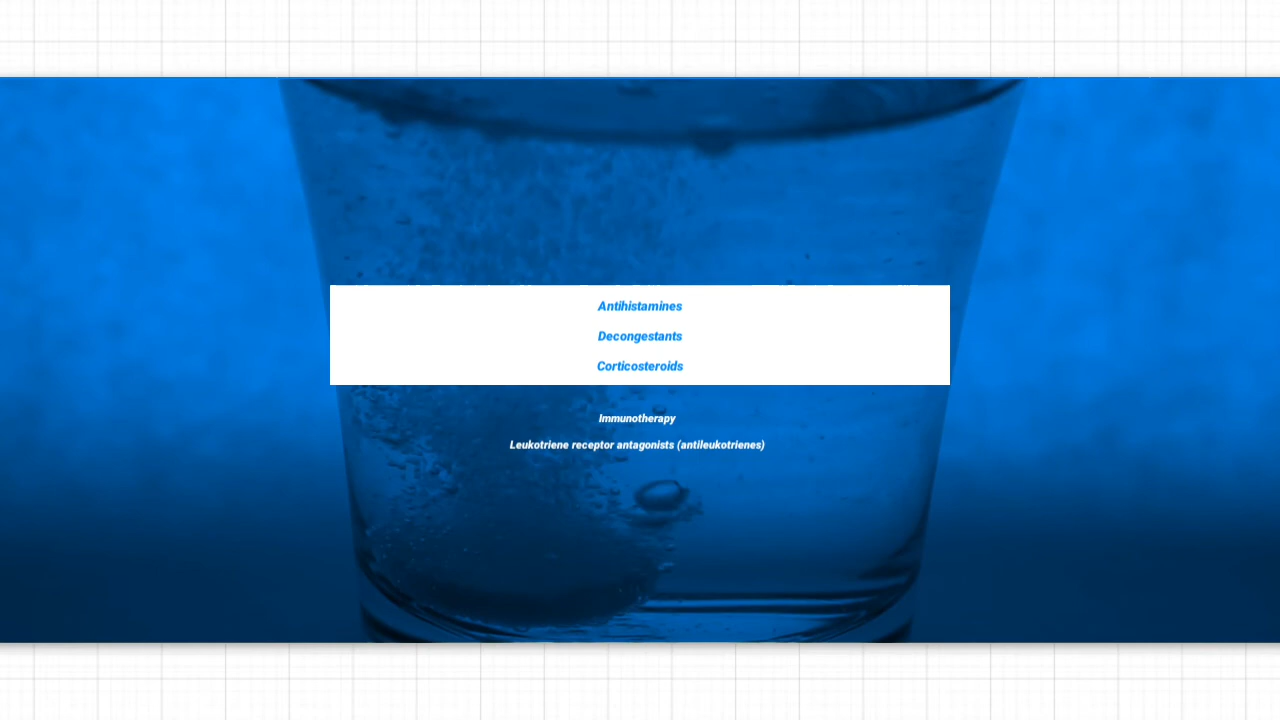 Antihistamines
Decongestants
Corticosteroids
Immunotherapy
Leukotriene receptor antagonists (antileukotrienes)